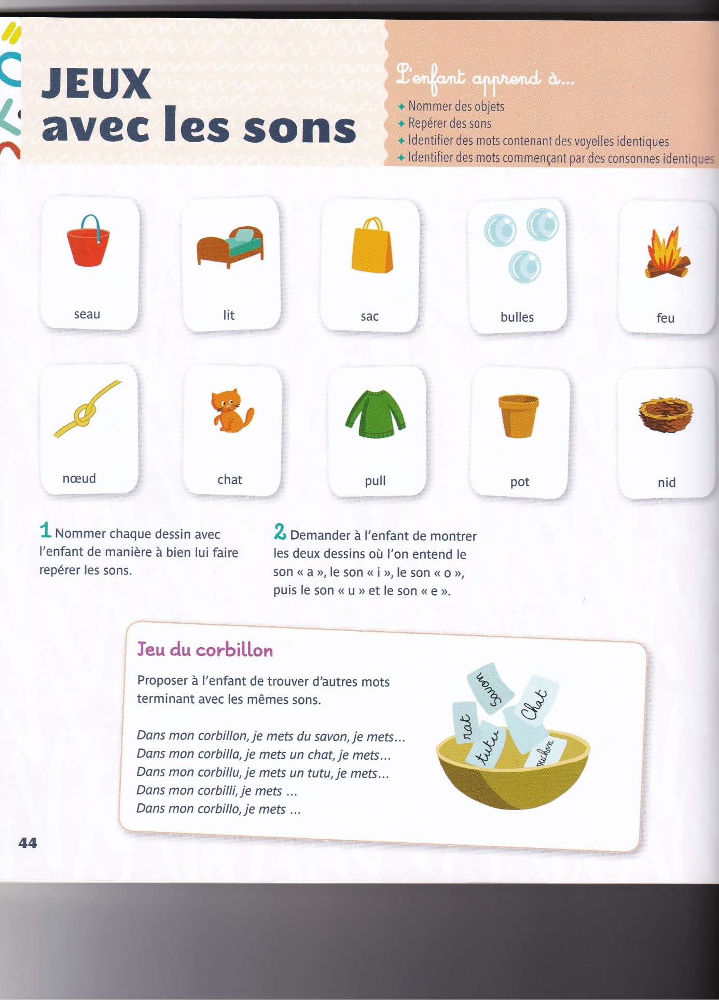 JEUX
avec les sons
L'enfant apprend à...
✦ Nommer des objets
✦ Repérer des sons
✦ Identifier des mots contenant des voyelles identiques
✦ Identifier des mots commençant par des consonnes identiques
seau
lit
sac
bulles
feu
nœud
chat
pull
pot
nid
1 Nommer chaque dessin avec
l'enfant de manière à bien lui faire
repérer les sons.
2 Demander à l'enfant de montrer
les deux dessins où l'on entend le
son « a », le son « i », le son « o »,
puis le son « u » et le son « e ».
Jeu du corbillon
Proposer à l'enfant de trouver d'autres mots
terminant avec les mêmes sons.
Dans mon corbillon, je mets du savon, je mets...
Dans mon corbilla, je mets un chat, je mets...
Dans mon corbillu, je mets un tutu, je mets...
Dans mon corbilli, je mets ...
Dans mon corbillo, je mets ...
savon
Chat
rat
tutu
ouchon
44